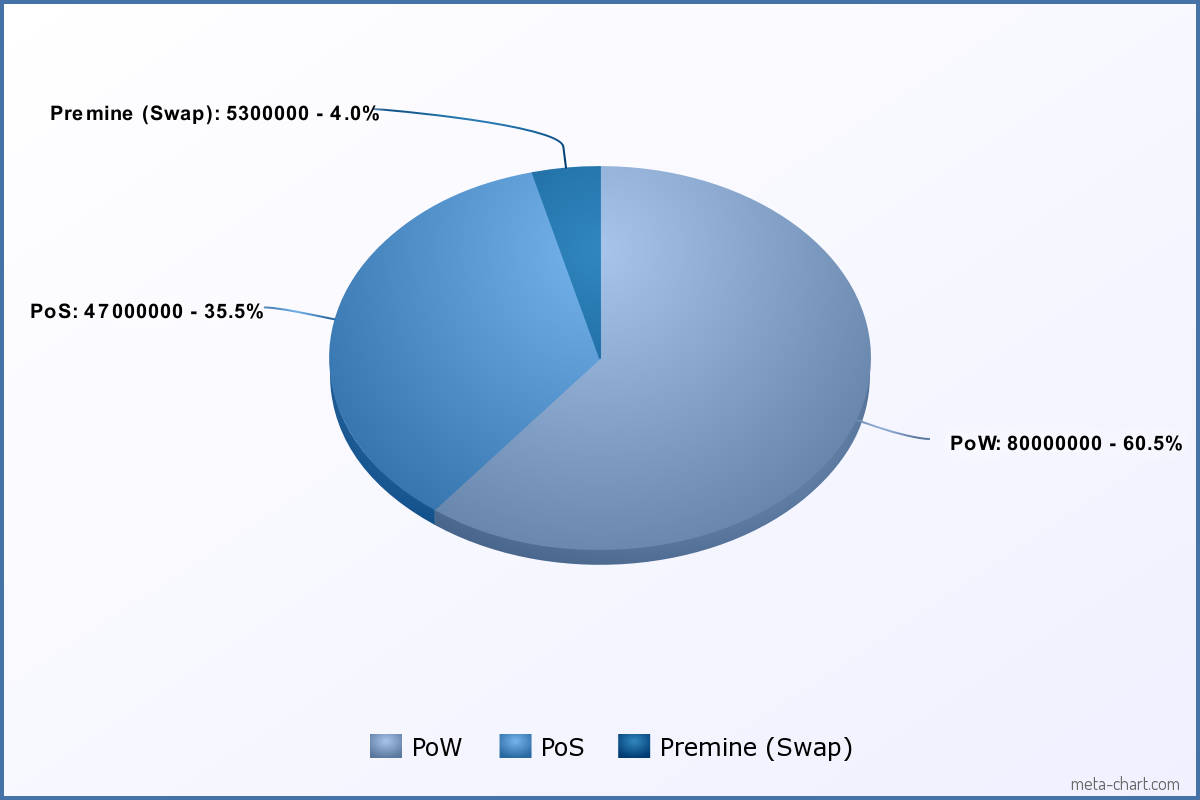 Premine (Swap): 5300000 - 4.0%
PoS: 47000000 - 35.5%
PoW: 80000000 - 60.5%
PoW PoS Premine (Swap)
meta-chart.com